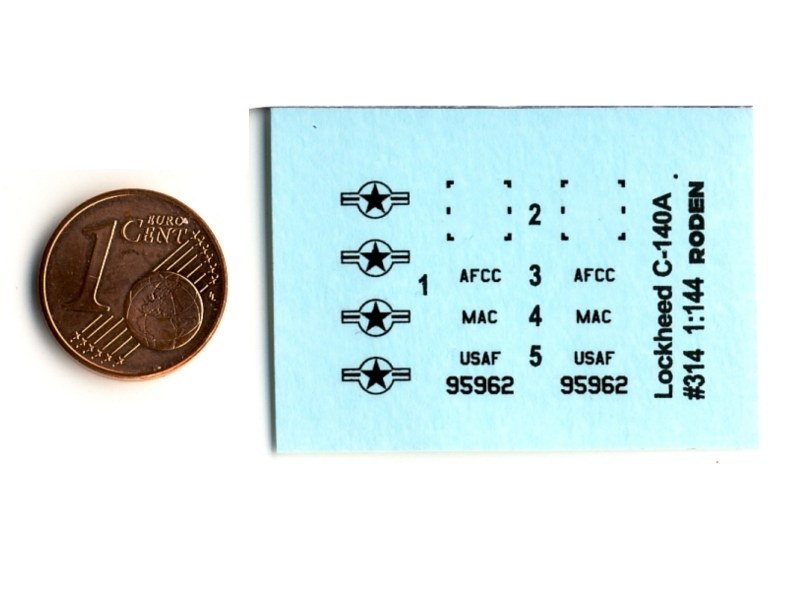 1
EURO
CENT
1
2
AFCC 3 AFCC
MAC 4 MAC
USAF 5 USAF
95962 95962
Lockheed C-140A
#314 1:144 RODEN